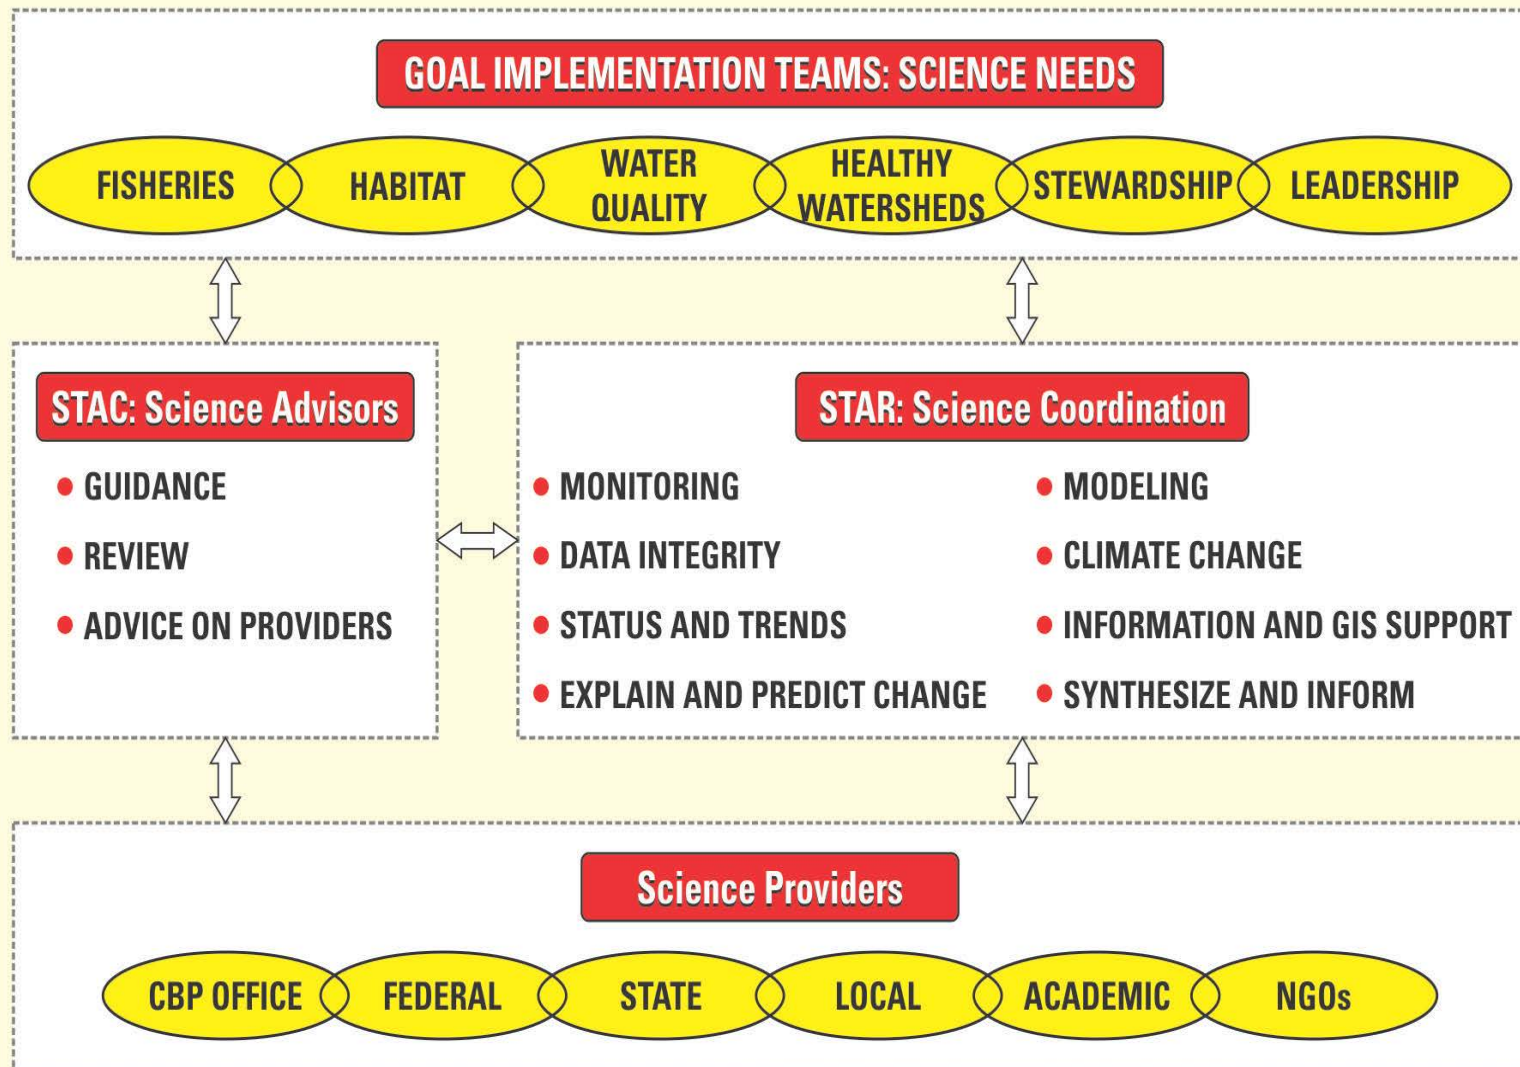 GOAL IMPLEMENTATION TEAMS: SCIENCE NEEDS
FISHERIES
HABITAT
WATER
QUALITY
HEALTHY
WATERSHEDS
STEWARDSHIP
LEADERSHIP
STAC: Science Advisors
GUIDANCE
REVIEW
ADVICE ON PROVIDERS
STAR: Science Coordination
MONITORING
DATA INTEGRITY
STATUS AND TRENDS
EXPLAIN AND PREDICT CHANGE
MODELING
CLIMATE CHANGE
INFORMATION AND GIS SUPPORT
SYNTHESIZE AND INFORM
Science Providers
CBP OFFICE
FEDERAL
STATE
LOCAL
ACADEMIC
NGOs